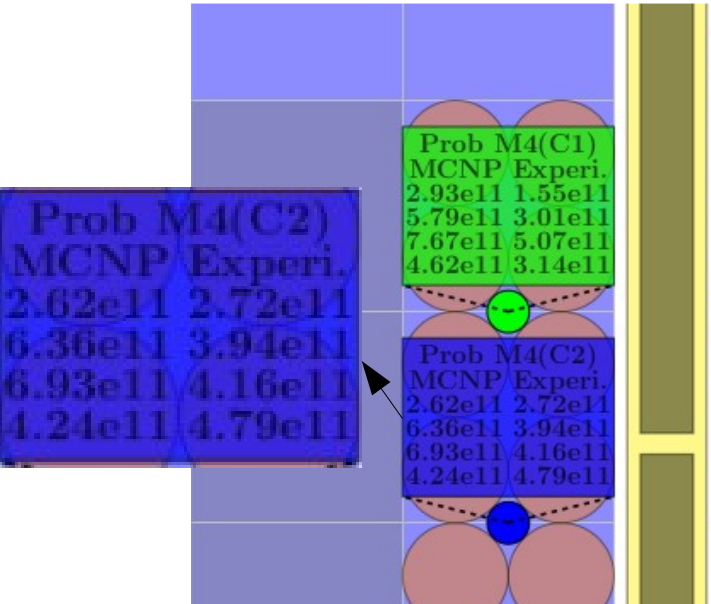 Prob M4(C1)
MCNP Experi.
2.93e11 1.55e11
5.79e11 3.01e11
7.67e11 5.07e11
4.62e11 3.14e11
Prob M4(C2)
MCNP Experi.
2.62e11 2.72e11
6.36e11 3.94e11
6.93e11 4.16e11
4.24e11 4.79e11
Prob M4(C2)
MCNP Experi.
2.62e11 2.72e11
6.36e11 3.94e11
6.93e11 4.16e11
4.24e11 4.79e11